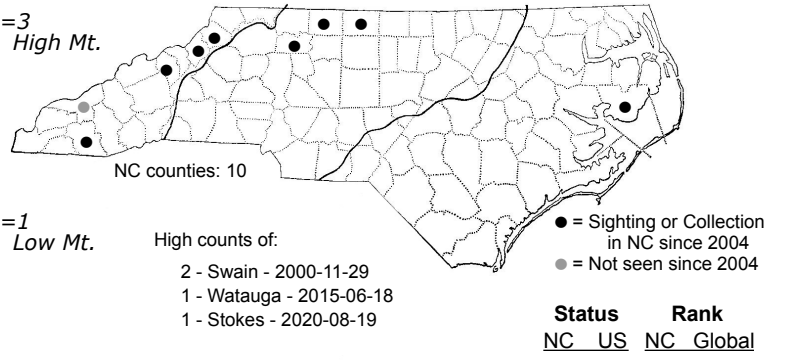 =3
High Mt.
NC counties: 10
=1
Low Mt.
High counts of:
2 - Swain - 2000-11-29
1 - Watauga - 2015-06-18
1 - Stokes - 2020-08-19
● = Sighting or Collection
in NC since 2004
● = Not seen since 2004
Status Rank
NC US NC Global